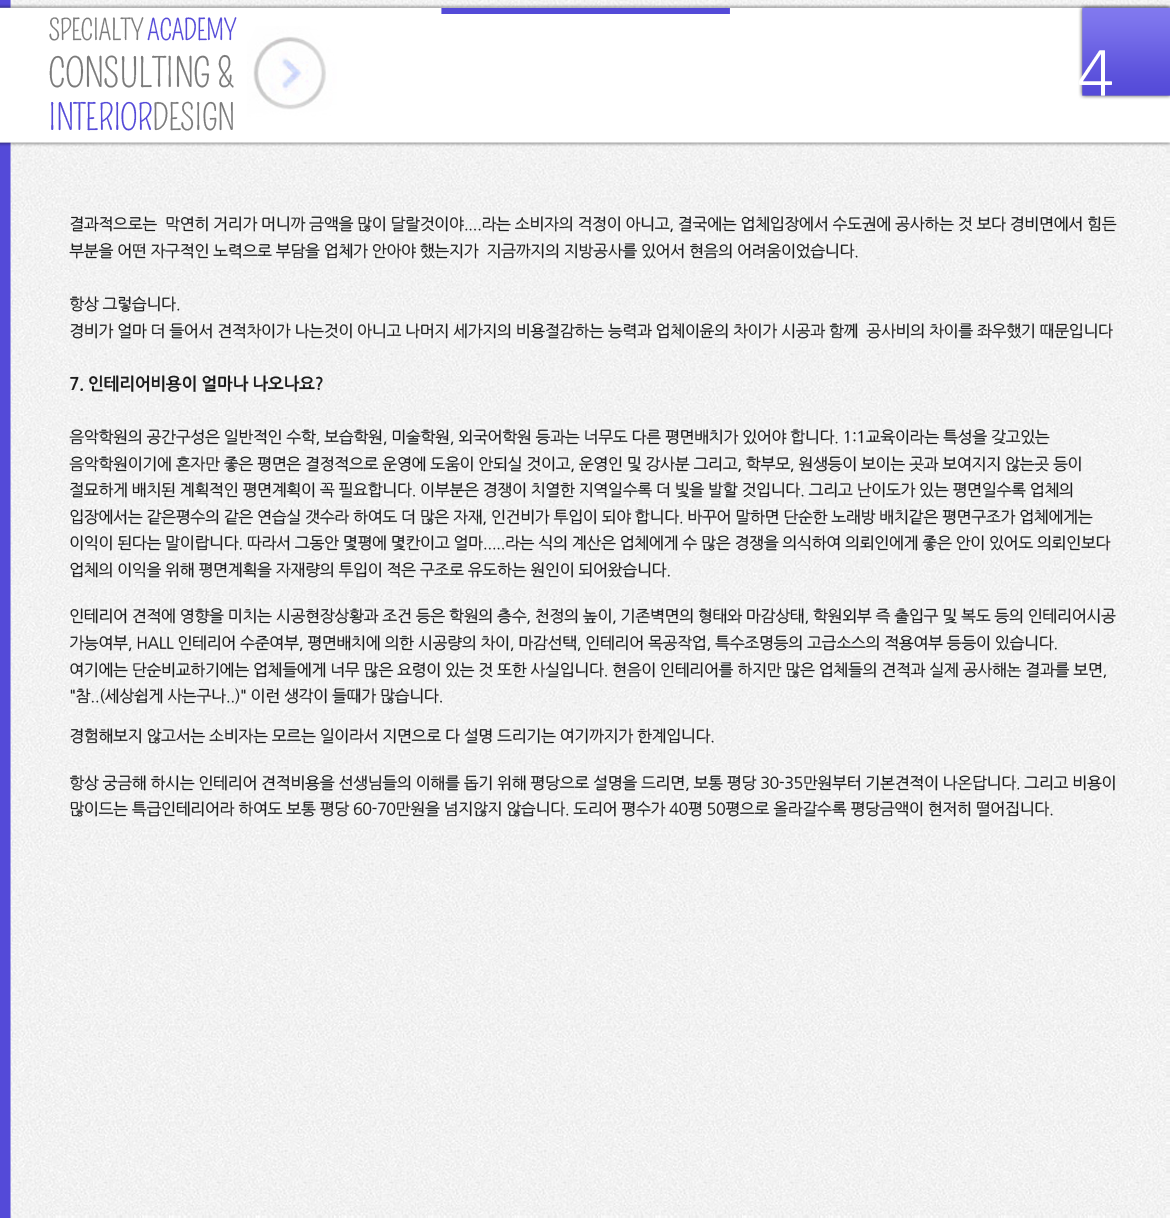 SPECIALTY ACADEMY
CONSULTING &
INTERIORDESIGN
4
결과적으로는  막연히 거리가 머니까 금액을 많이 달랄것이야....라는 소비자의 걱정이 아니고, 결국에는 업체입장에서 수도권에 공사하는 것 보다 경비면에서 힘든
부분을 어떤 자구적인 노력으로 부담을 업체가 안아야 했는지가  지금까지의 지방공사를 있어서 현음의 어려움이었습니다.
항상 그렇습니다.
경비가 얼마 더 들어서 견적차이가 나는것이 아니고 나머지 세가지의 비용절감하는 능력과 업체이윤의 차이가 시공과 함께  공사비의 차이를 좌우했기 때문입니다
7. 인테리어비용이 얼마나 나오나요?
음악학원의 공간구성은 일반적인 수학, 보습학원, 미술학원, 외국어학원 등과는 너무도 다른 평면배치가 있어야 합니다. 1:1교육이라는 특성을 갖고있는
음악학원이기에 혼자만 좋은 평면은 결정적으로 운영에 도움이 안되실 것이고, 운영인 및 강사분 그리고, 학부모, 원생등이 보이는 곳과 보여지지 않는곳 등이
절묘하게 배치된 계획적인 평면계획이 꼭 필요합니다. 이부분은 경쟁이 치열한 지역일수록 더 빛을 발할 것입니다. 그리고 난이도가 있는 평면일수록 업체의
입장에서는 같은평수의 같은 연습실 갯수라 하여도 더 많은 자재, 인건비가 투입이 되야 합니다. 바꾸어 말하면 단순한 노래방 배치같은 평면구조가 업체에게는
이익이 된다는 말이랍니다. 따라서 그동안 몇평에 몇칸이고 얼마.....라는 식의 계산은 업체에게 수 많은 경쟁을 의식하여 의뢰인에게 좋은 안이 있어도 의뢰인보다
업체의 이익을 위해 평면계획을 자재량의 투입이 적은 구조로 유도하는 원인이 되어왔습니다.
인테리어 견적에 영향을 미치는 시공현장상황과 조건 등은 학원의 층수, 천정의 높이, 기존벽면의 형태와 마감상태, 학원외부 즉 출입구 및 복도 등의 인테리어시공
가능여부, HALL 인테리어 수준여부, 평면배치에 의한 시공량의 차이, 마감선택, 인테리어 목공작업, 특수조명등의 고급소스의 적용여부 등등이 있습니다.
여기에는 단순비교하기에는 업체들에게 너무 많은 요령이 있는 것 또한 사실입니다. 현음이 인테리어를 하지만 많은 업체들의 견적과 실제 공사해논 결과를 보면,
"참..(세상쉽게 사는구나..)" 이런 생각이 들때가 많습니다.
경험해보지 않고서는 소비자는 모르는 일이라서 지면으로 다 설명 드리기는 여기까지가 한계입니다.
항상 궁금해 하시는 인테리어 견적비용을 선생님들의 이해를 돕기 위해 평당으로 설명을 드리면, 보통 평당 30-35만원부터 기본견적이 나온답니다. 그리고 비용이
많이드는 특급인테리어라 하여도 보통 평당 60-70만원을 넘지않지 않습니다. 도리어 평수가 40평 50평으로 올라갈수록 평당금액이 현저히 떨어집니다.